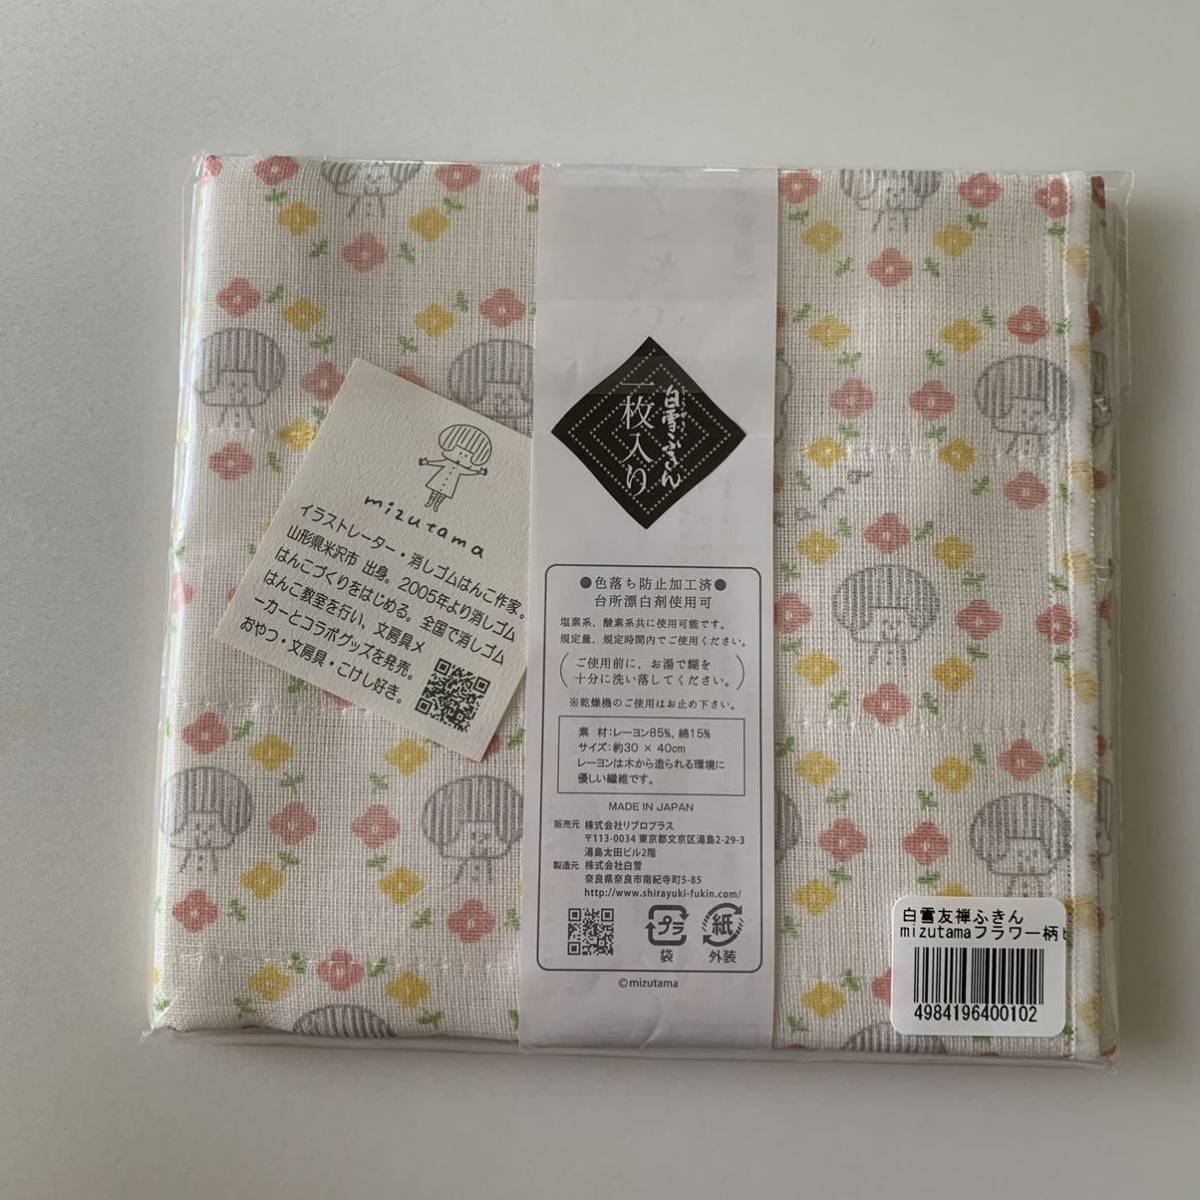 mizutama
イラストレーター・消しゴムはんこ作家。
山形県米沢市 出身。2005年より消しゴム
はんこづくりをはじめる。全国で消しゴム
はんこ教室を行い、文房具メ
ーカーとコラボグッズを発売。
おやつ・文房具・こけし好き。
白雪ふきん
一枚入り
●色落ち防止加工済●
台所漂白剤使用可
塩素系、酸素系共に使用可能です。
規定量、規定時間内でご使用ください。
(ご使用前に、お湯で糊を
十分に洗い落してください。)
※乾燥機のご使用はお止め下さい。
素 材:レーヨン85%、綿15%
サイズ:約30 × 40cm
レーヨンは木から造られる環境に
優しい繊維です。
MADE IN JAPAN
販売元 株式会社リプロプラス
〒113-0034 東京都文京区湯島2-29-3
湯島太田ビル2階
製造元 株式会社白雪
奈良県奈良市南紀寺町5-85
http://www.shirayuki-fukin.com/
プラ
袋
紙
外装
©mizutama
白雪友禅ふきん
mizutamaフラワー柄
4984196400102